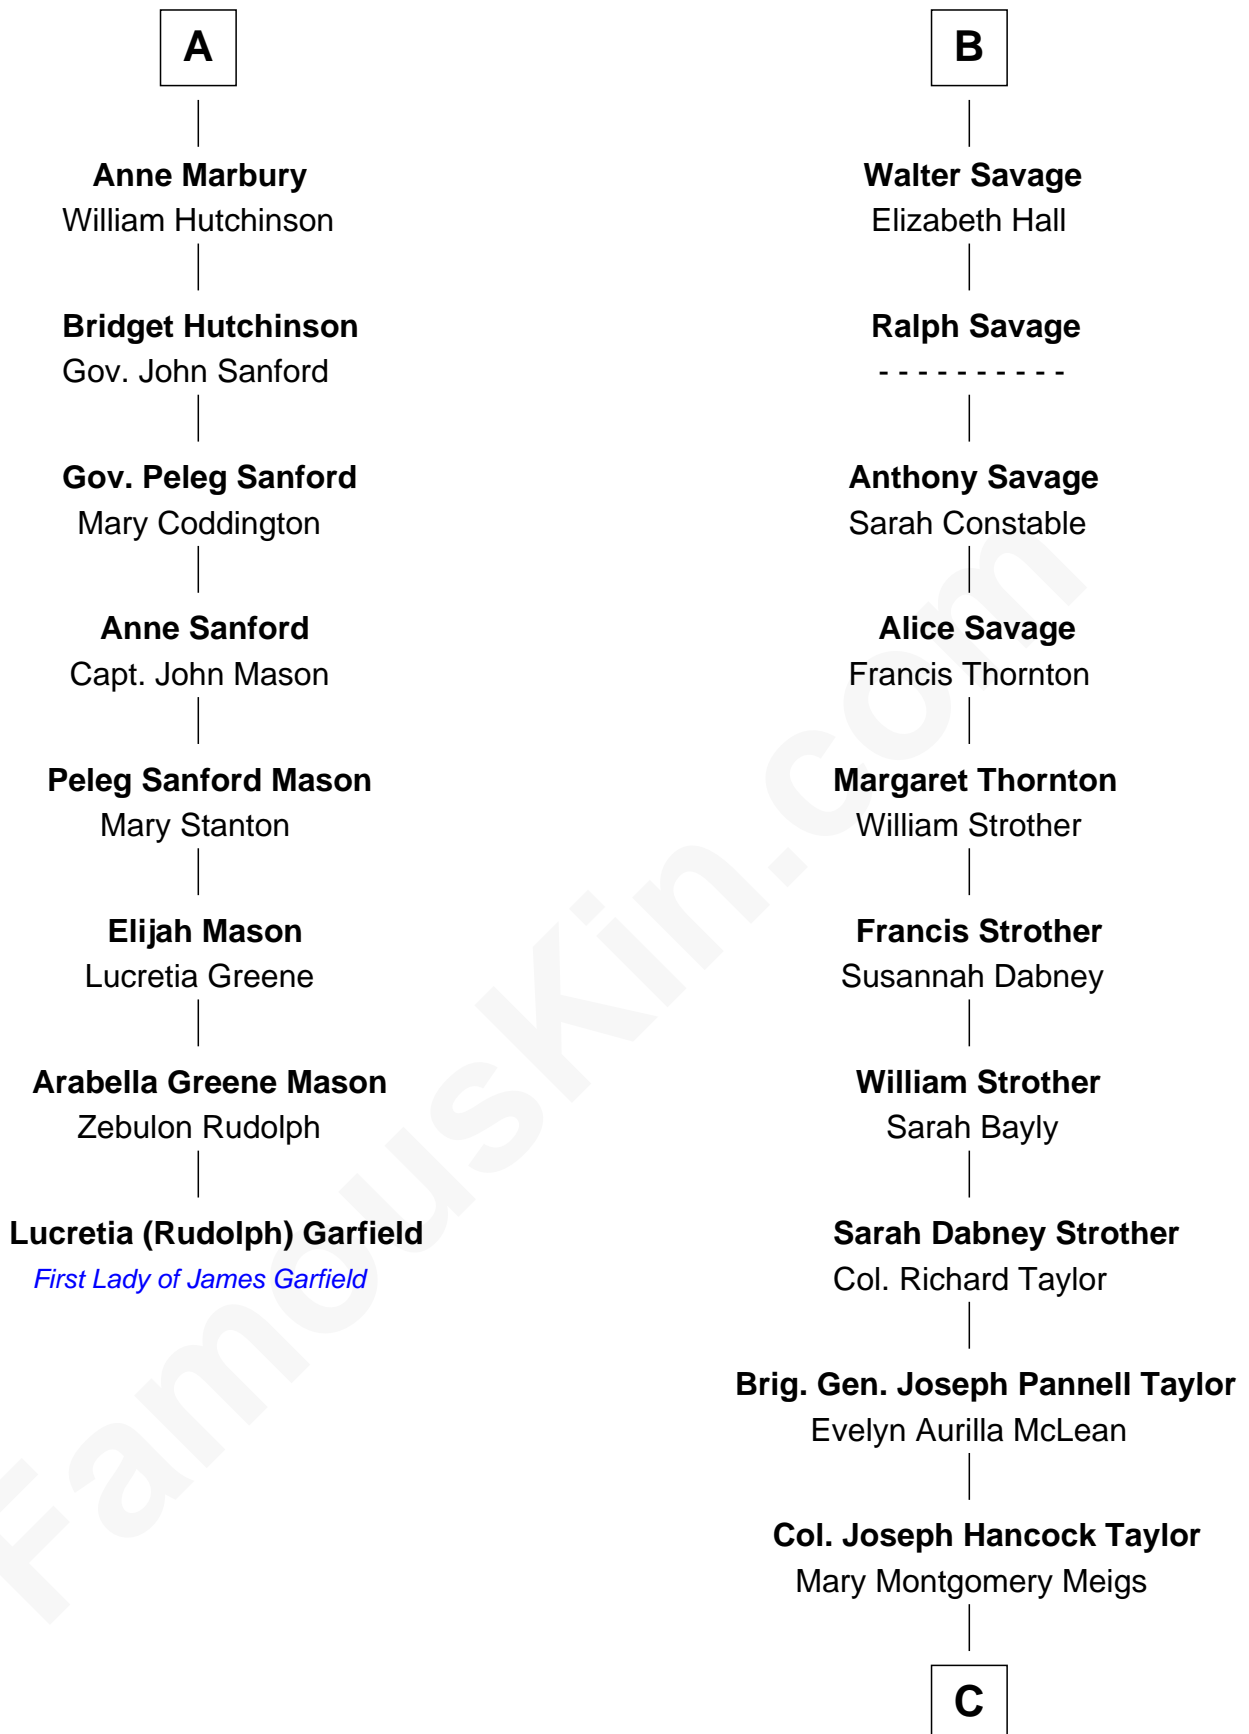 A
Anne Marbury
William Hutchinson
Bridget Hutchinson
Gov. John Sanford
Gov. Peleg Sanford
Mary Coddington
Anne Sanford
Capt. John Mason
Peleg Sanford Mason
Mary Stanton
Elijah Mason
Lucretia Greene
Arabella Greene Mason
Zebulon Rudolph
Lucretia (Rudolph) Garfield
First Lady of James Garfield
B
Walter Savage
Elizabeth Hall
Ralph Savage
- - - - - - - - - -
Anthony Savage
Sarah Constable
Alice Savage
Francis Thornton
Margaret Thornton
William Strother
Francis Strother
Susannah Dabney
William Strother
Sarah Bayly
Sarah Dabney Strother
Col. Richard Taylor
Brig. Gen. Joseph Pannell Taylor
Evelyn Aurilla McLean
Col. Joseph Hancock Taylor
Mary Montgomery Meigs
C
FamousKin.com